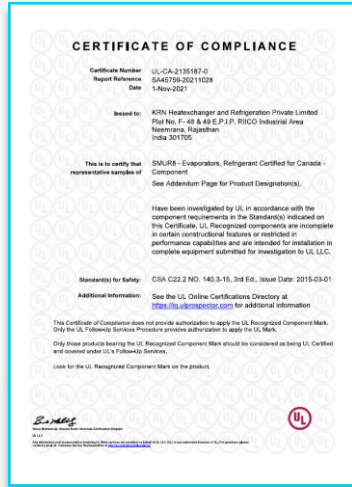 CERTIFICATE OF COMPLIANCE
Certificate Number UL-CA-2135187-0
Report Reference SA45759-20211028
Date 1-Nov-2021
Issued to: KRN Heatexchanger and Refrigeration Private Limited
Plot No. F- 48 & 49 E.P.I.P. RIICO Industrial Area
Neemrana, Rajasthan
India 301705
This is to certify that SMUR8 - Evaporators, Refrigerant Certified for Canada -
representative samples of Component
See Addendum Page for Product Designation(s).
Have been investigated by UL in accordance with the
component requirements in the Standard(s) indicated on
this Certificate. UL Recognized components are incomplete
in certain constructional features or restricted in
performance capabilities and are intended for installation in
complete equipment submitted for investigation to UL LLC.
Standard(s) for Safety: CSA C22.2 NO. 140.3-15, 3rd Ed., Issue Date: 2015-03-01
Additional Information: See the UL Online Certifications Directory at
https://iq.ulprospector.com for additional information
This Certificate of Compliance does not provide authorization to apply the UL Recognized Component Mark.
Only the UL Follow-Up Services Procedure provides authorization to apply the UL Mark.
Only those products bearing the UL Recognized Component Mark should be considered as being UL Certified
and covered under UL's Follow-Up Services.
Look for the UL Recognized Component Mark on the product.
UL
UL LLC